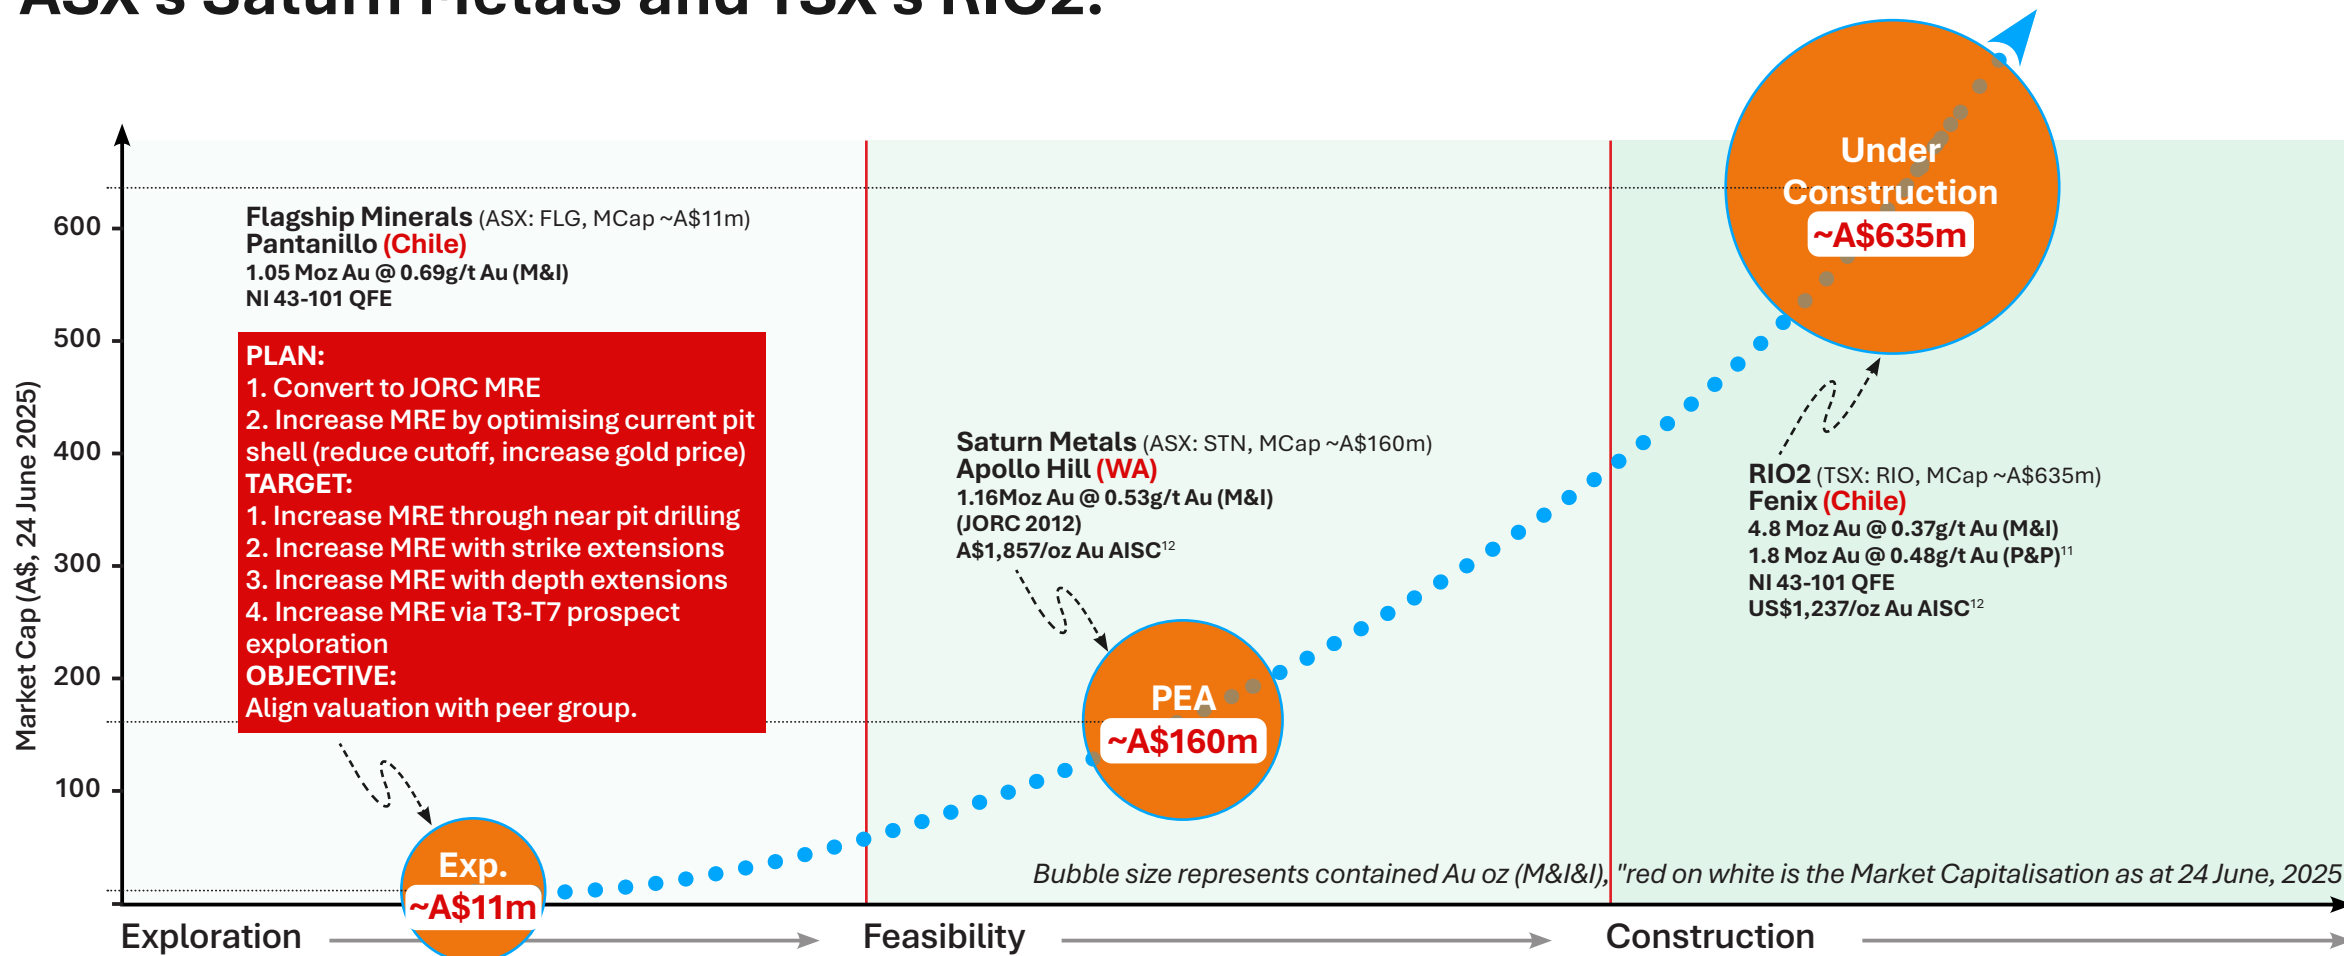 ASX's Saturn Metals and TSX's RIO2.
Market Cap (A$, 24 June 2025)
600
500
400
300
200
100
Flagship Minerals (ASX: FLG, MCap ~A$11m)
Pantanillo (Chile)
1.05 Moz Au @ 0.69g/t Au (M&I)
NI 43-101 QFE
PLAN:
1. Convert to JORC MRE
2. Increase MRE by optimising current pit
shell (reduce cutoff, increase gold price)
TARGET:
1. Increase MRE through near pit drilling
2. Increase MRE with strike extensions
3. Increase MRE with depth extensions
4. Increase MRE via T3-T7 prospect
exploration
OBJECTIVE:
Align valuation with peer group.
Exp.
~A$11m
Saturn Metals (ASX: STN, MCap ~A$160m)
Apollo Hill (WA)
1.16Moz Au @ 0.53g/t Au (M&I)
(JORC 2012)
A$1,857/oz Au AISC¹²
PEA
~A$160m
Under
Construction
~A$635m
RIO2 (TSX: RIO, MCap ~A$635m)
Fenix (Chile)
4.8 Moz Au @ 0.37g/t Au (M&I)
1.8 Moz Au @ 0.48g/t Au (P&P)¹¹
NI 43-101 QFE
US$1,237/oz Au AISC¹²
Bubble size represents contained Au oz (M&I&I), "red on white is the Market Capitalisation as at 24 June, 2025
Exploration
Feasibility
Construction